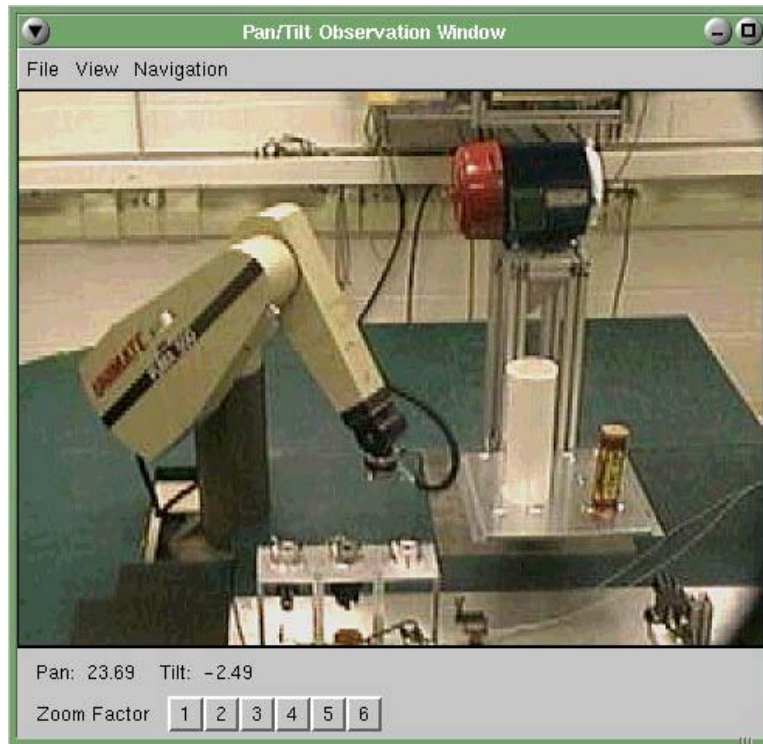 Pan/Tilt Observation Window
File View Navigation
UNIMATE
Pan: 23.69 Tilt: -2.49
Zoom Factor 1 2 3 4 5 6